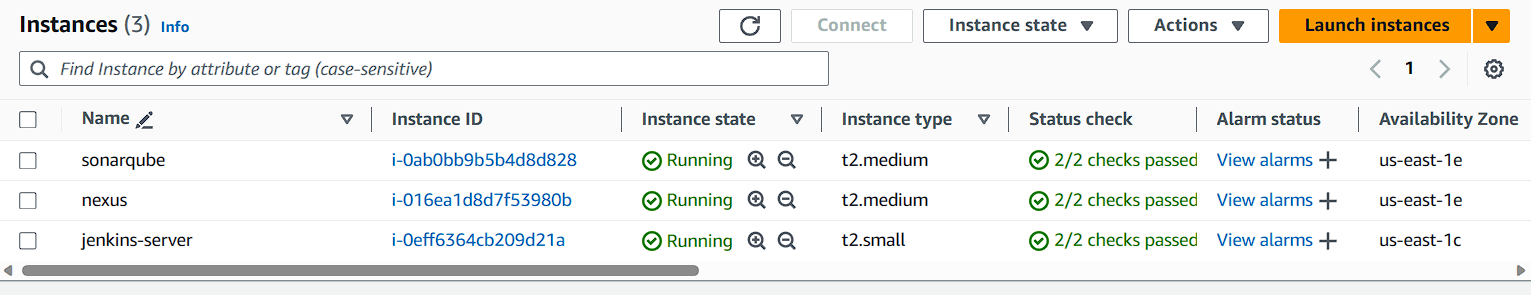 Instances (3) Info Connect Instance state Actions Launch instances
Find Instance by attribute or tag (case-sensitive) 1
Name Instance ID Instance state Instance type Status check Alarm status Availability Zone
sonarqube i-0ab0bb9b5b4d8d828 Running t2.medium 2/2 checks passed View alarms us-east-1e
nexus i-016ea1d8d7f53980b Running t2.medium 2/2 checks passed View alarms us-east-1e
jenkins-server i-0eff6364cb209d21a Running t2.small 2/2 checks passed View alarms us-east-1c